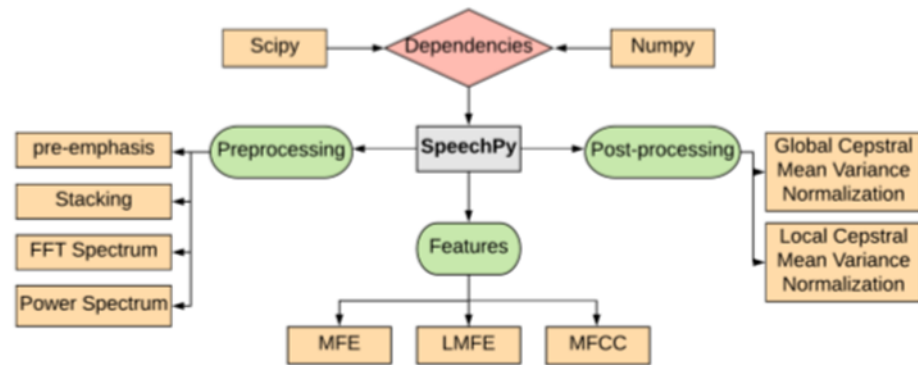 Scipy
Dependencies
Numpy
pre-emphasis
Preprocessing
SpeechPy
Post-processing
Global Cepstral
Mean Variance
Normalization
Stacking
FFT Spectrum
Features
Local Cepstral
Mean Variance
Normalization
Power Spectrum
MFE
LMFE
MFCC